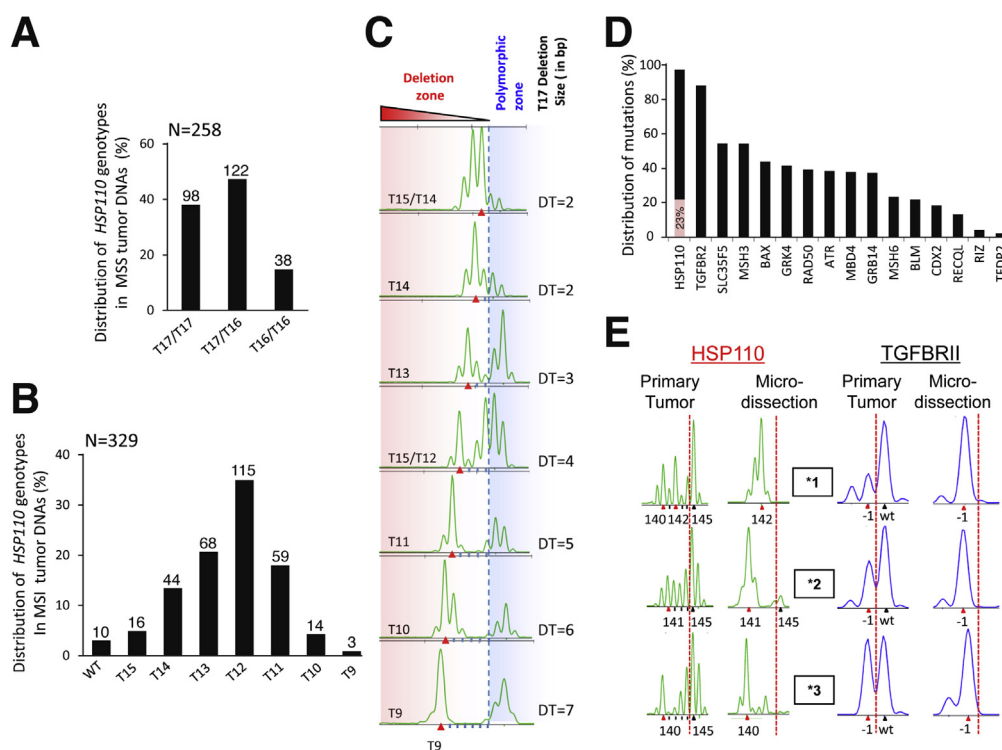 A
N=258
Distribution of HSP110 genotypes
in MSS tumor DNAs (%)
60
40
20
0
98
122
38
T17/T17
T17/T16
T16/T16
B
N=329
Distribution of HSP110 genotypes
In MSI tumor DNAs (%)
40
30
20
10
0
10
16
44
68
115
59
14
3
WT
T15
T14
T13
T12
T11
T10
T9
C
Deletion
zone
Polymorphic
zone
T17 Deletion
Size ( in bp)
T15/T14
DT=2
T14
DT=2
T13
DT=3
T15/T12
DT=4
T11
DT=5
T10
DT=6
T9
DT=7
T9
D
Distribution of mutations (%)
100
80
60
40
20
0
23%
HSP110
TGFBR2
SLC35F5
MSH3
BAX
GRK4
RAD50
ATR
MBD4
GRB14
MSH6
BLM
CDX2
RECQL
RIZ
E
HSP110
TGFBRII
Primary
Tumor
Micro-
dissection
Primary
Tumor
Micro-
dissection
*1
140 142 145
142
-1 wt
-1
*2
141 145
141 145
-1 wt
-1
*3
140 145
140
-1 wt
-1